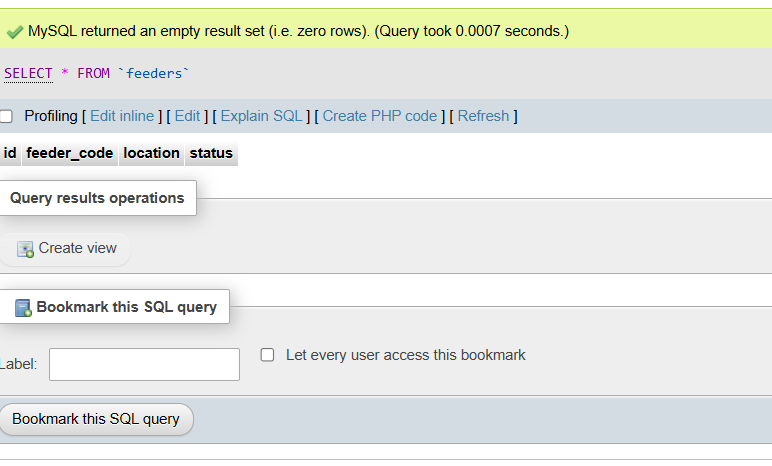 MySQL returned an empty result set (i.e. zero rows). (Query took 0.0007 seconds.)
SELECT * FROM `feeders`
Profiling [ Edit inline ] [ Edit ] [ Explain SQL ] [ Create PHP code ] [ Refresh ]
id feeder_code location status
Query results operations
Create view
Bookmark this SQL query
Label: Let every user access this bookmark
Bookmark this SQL query